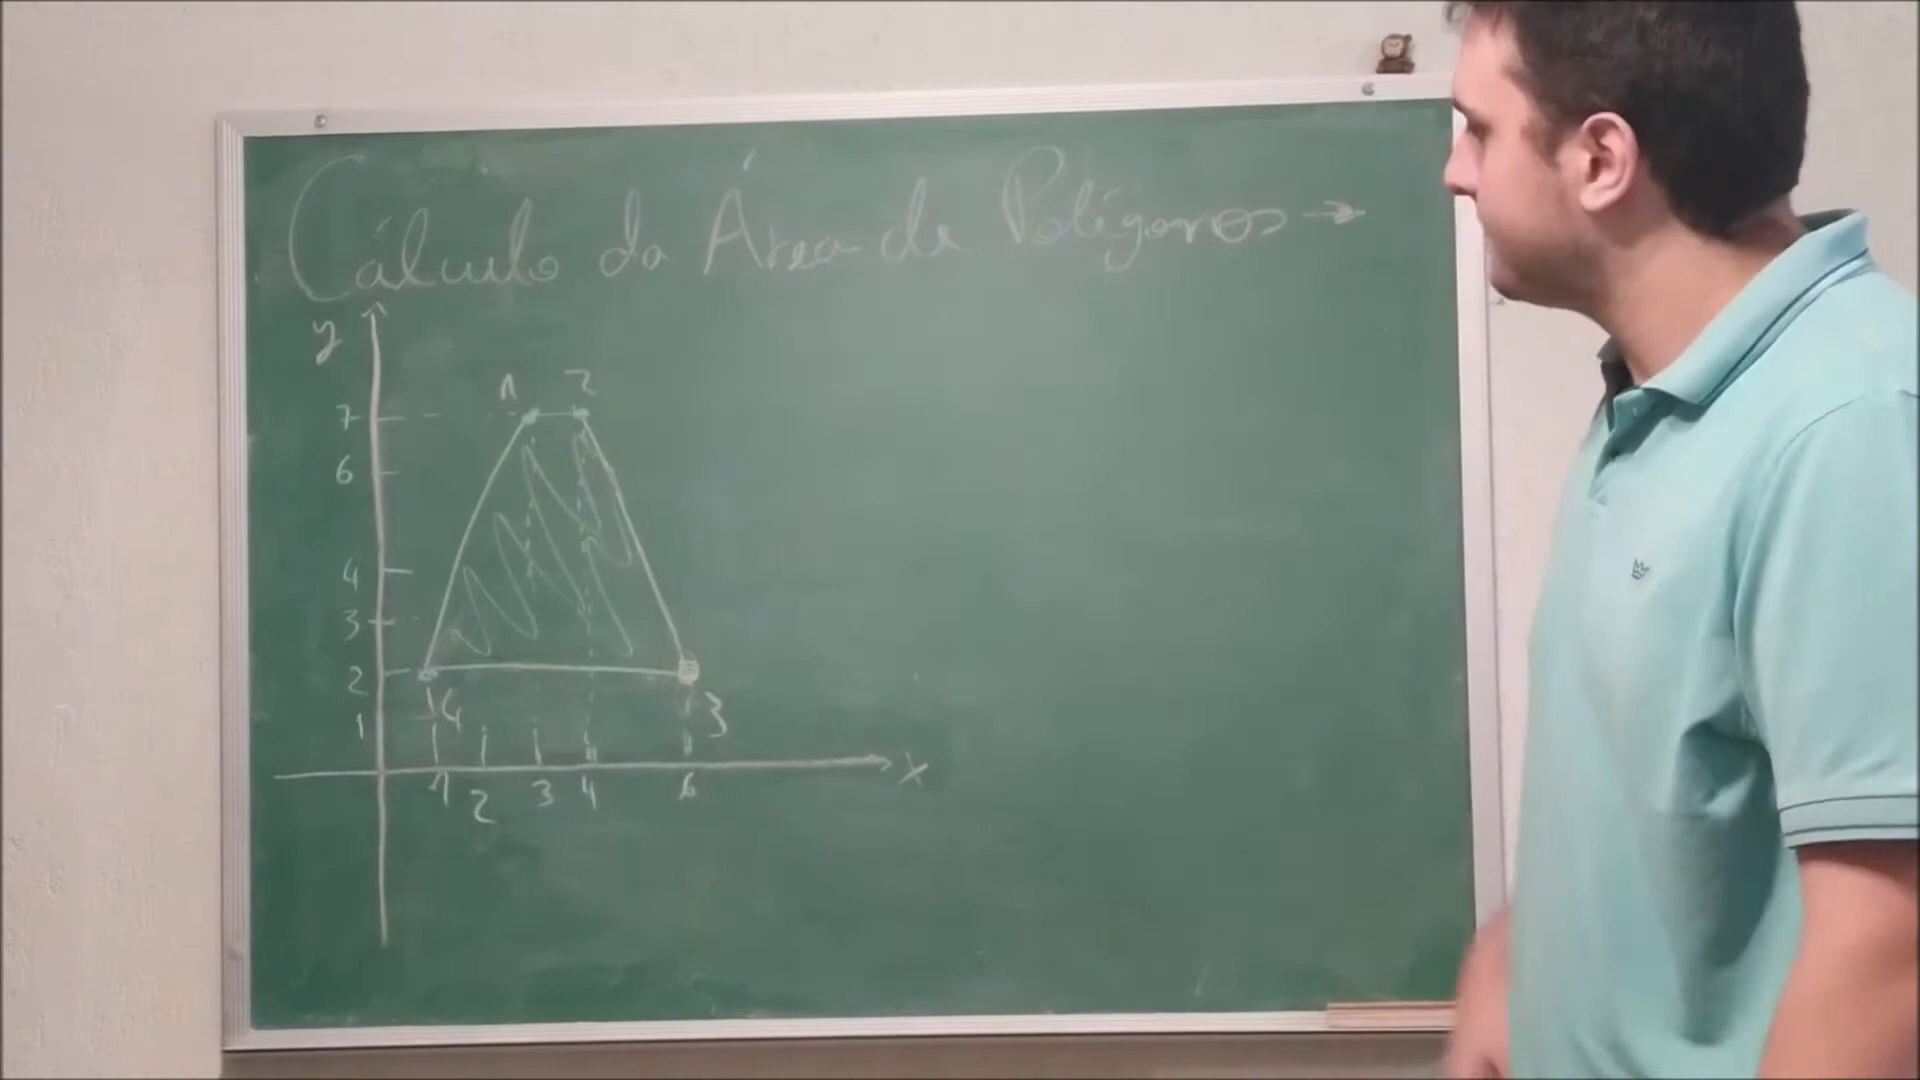 Cálculo da Área de Polígonos →
y
1 2
7
6
4
3
2
1
4 3
1 2 3 4 6
x